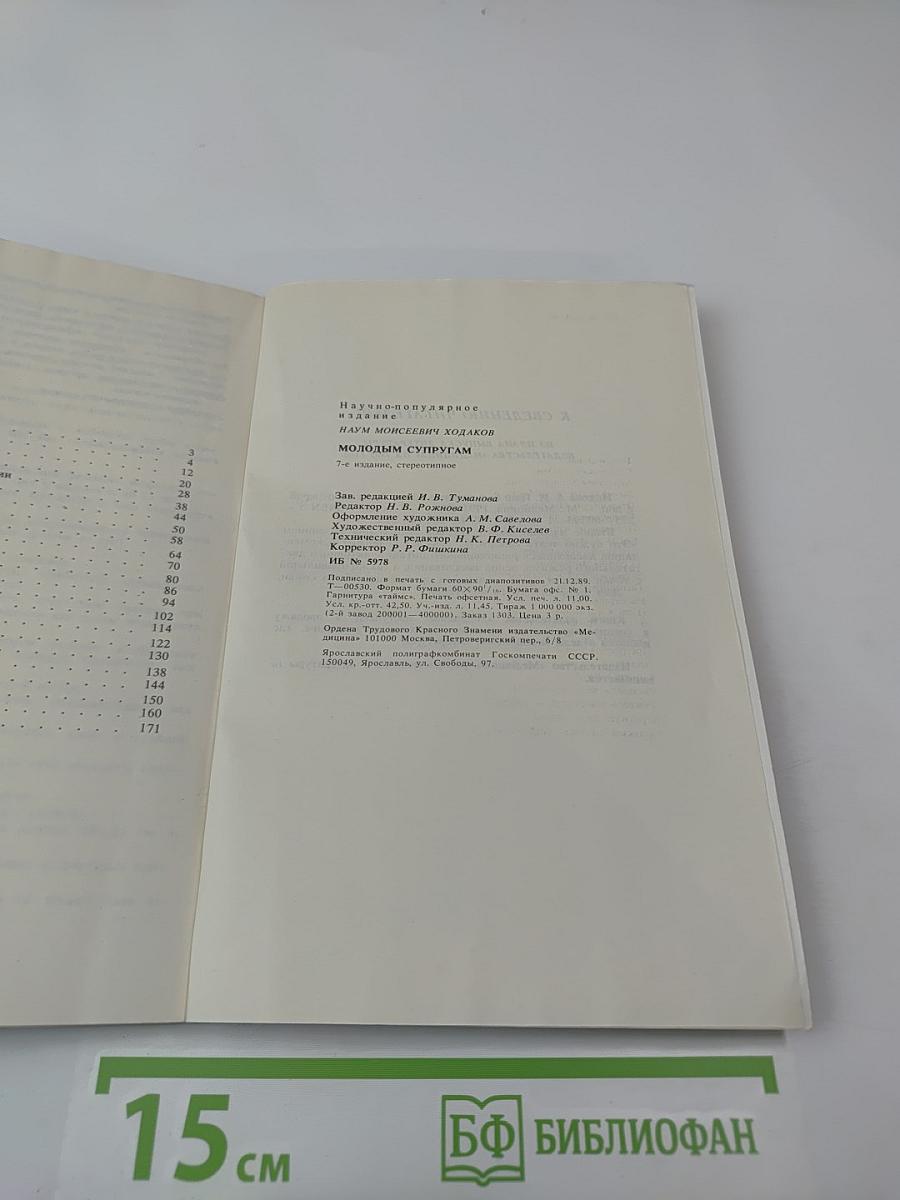 3
4
12
ии
20
28
38
44
50
58
64
70
80
86
94
102
114
122
130
138
144
150
160
171
Научно-популярное
издание
НАУМ МОИСЕЕВИЧ ХОДАКОВ
МОЛОДЫМ СУПРУГАМ
7-е издание, стереотипное
Зав. редакцией И. В. Туманова
Редактор Н. В. Рожнова
Оформление художника А. М. Савелова
Художественный редактор В. Ф. Киселев
Технический редактор Н. К. Петрова
Корректор Р. Р. Фишкина
ИБ № 5978
Подписано в печать с готовых диапозитивов 21.12.89.
Т—00530. Формат бумаги 60×90¹/₁₆. Бумага офс. № 1.
Гарнитура «таймс». Печать офсетная. Усл. печ. л. 11,00.
Усл. кр.-отт. 42,50. Уч.-изд. л. 11,45. Тираж 1 000 000 экз.
(2-й завод 200001—400000). Заказ 1303. Цена 3 р.
Ордена Трудового Красного Знамени издательство «Ме-
дицина» 101000 Москва, Петроверигский пер., 6/8
Ярославский полиграфкомбинат Госкомпечати СССР.
150049, Ярославль, ул. Свободы, 97.
15 см
БФ БИБЛИОФАН